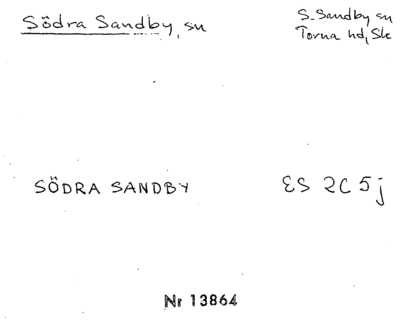 Södra Sandby, sn
S. Sandby sn
Torna hd, Sk
SÖDRA SANDBY
ES 2C 5j
Nr 13864